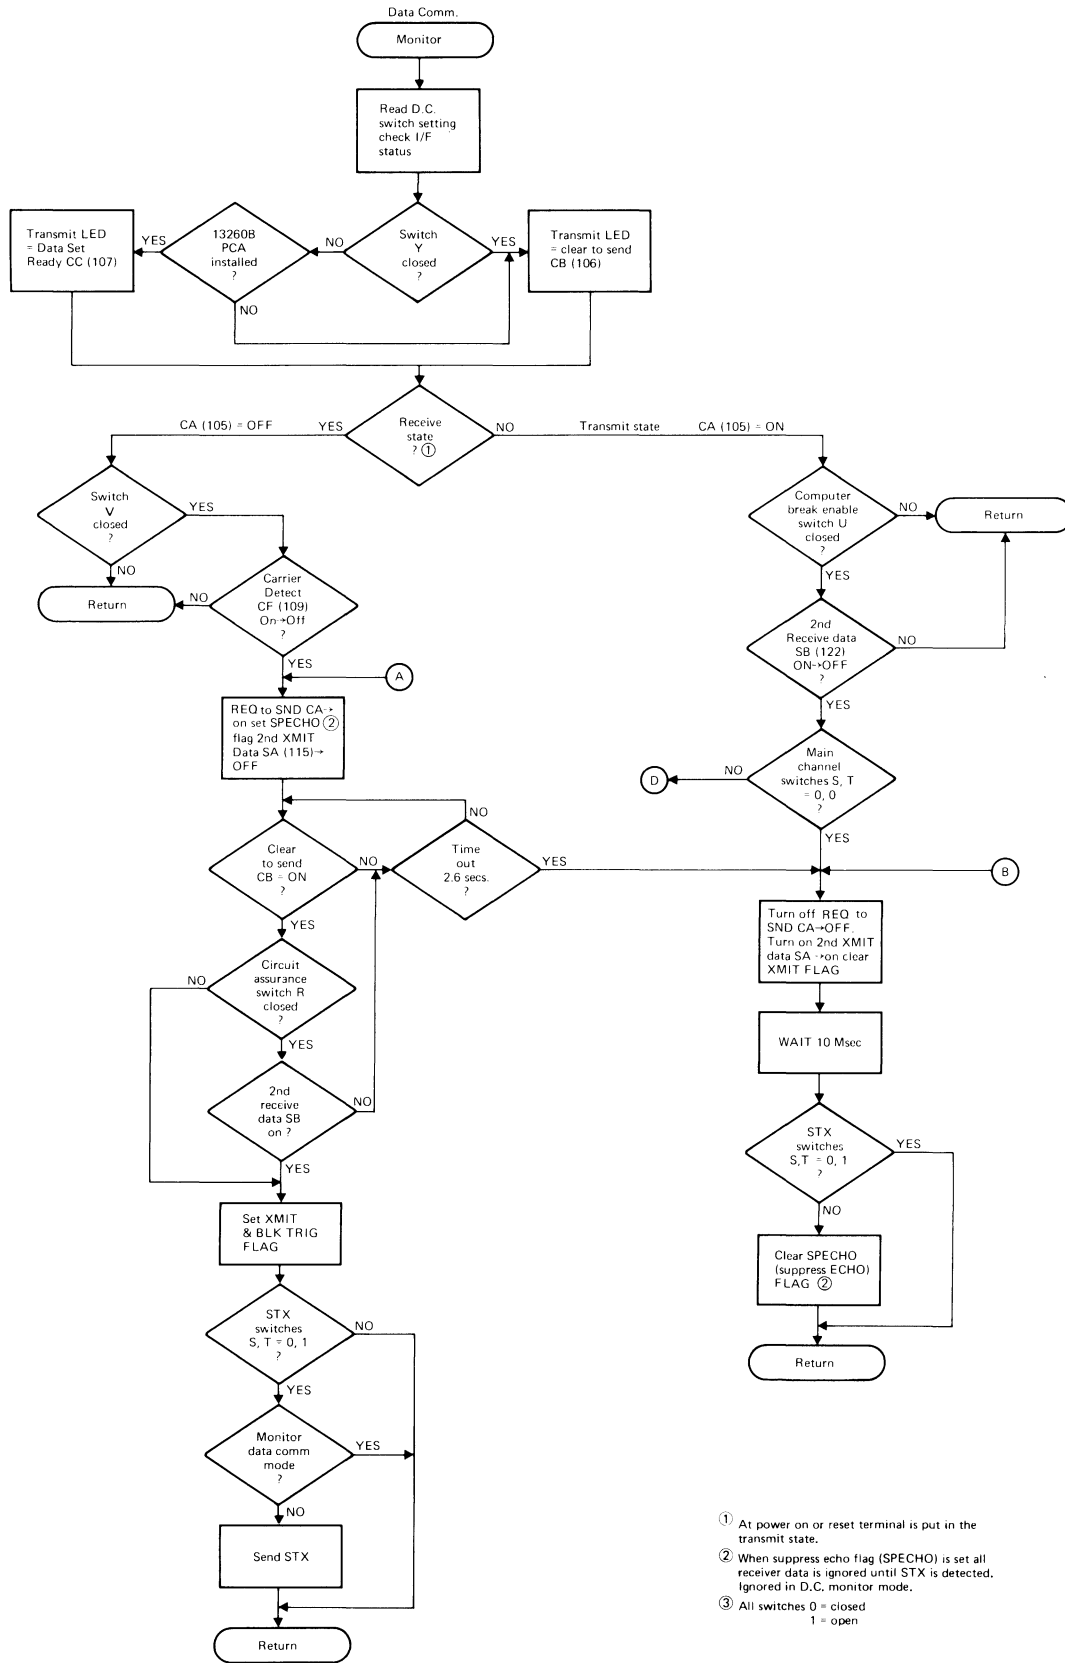 Data Comm.
Monitor
Read D.C.
switch setting
check I/F
status
Transmit LED
= Data Set
Ready CC (107)
YES
13260B
PCA
installed
?
NO
NO
Switch
Y
closed
?
YES
Transmit LED
= clear to send
CB (106)
CA (105) = OFF
YES
Receive
state
? ①
NO
Transmit state
CA (105) = ON
Switch
V
closed
?
YES
NO
Return
NO
Carrier
Detect
CF (109)
On→Off
?
YES
A
REQ to SND CA→
on set SPECHO ②
flag 2nd XMIT
Data SA (115)→
OFF
Clear
to send
CB = ON
?
NO
YES
NO
Time
out
2.6 secs.
?
YES
Circuit
assurance
switch R
closed
?
NO
YES
2nd
receive
data SB
on ?
NO
YES
Set XMIT
& BLK TRIG
FLAG
STX
switches
S, T = 0, 1
?
NO
YES
Monitor
data comm
mode
?
YES
NO
Send STX
Return
Computer
break enable
switch U
closed
?
NO
Return
YES
2nd
Receive data
SB (122)
ON→OFF
?
NO
YES
Main
channel
switches S, T
= 0, 0
?
NO
D
YES
B
Turn off REQ to
SND CA→OFF.
Turn on 2nd XMIT
data SA →on clear
XMIT FLAG
WAIT 10 Msec
STX
switches
S,T = 0, 1
?
YES
NO
Clear SPECHO
(suppress ECHO)
FLAG ②
Return
① At power on or reset terminal is put in the
transmit state.
② When suppress echo flag (SPECHO) is set all
receiver data is ignored until STX is detected.
Ignored in D.C. monitor mode.
③ All switches 0 = closed
1 = open